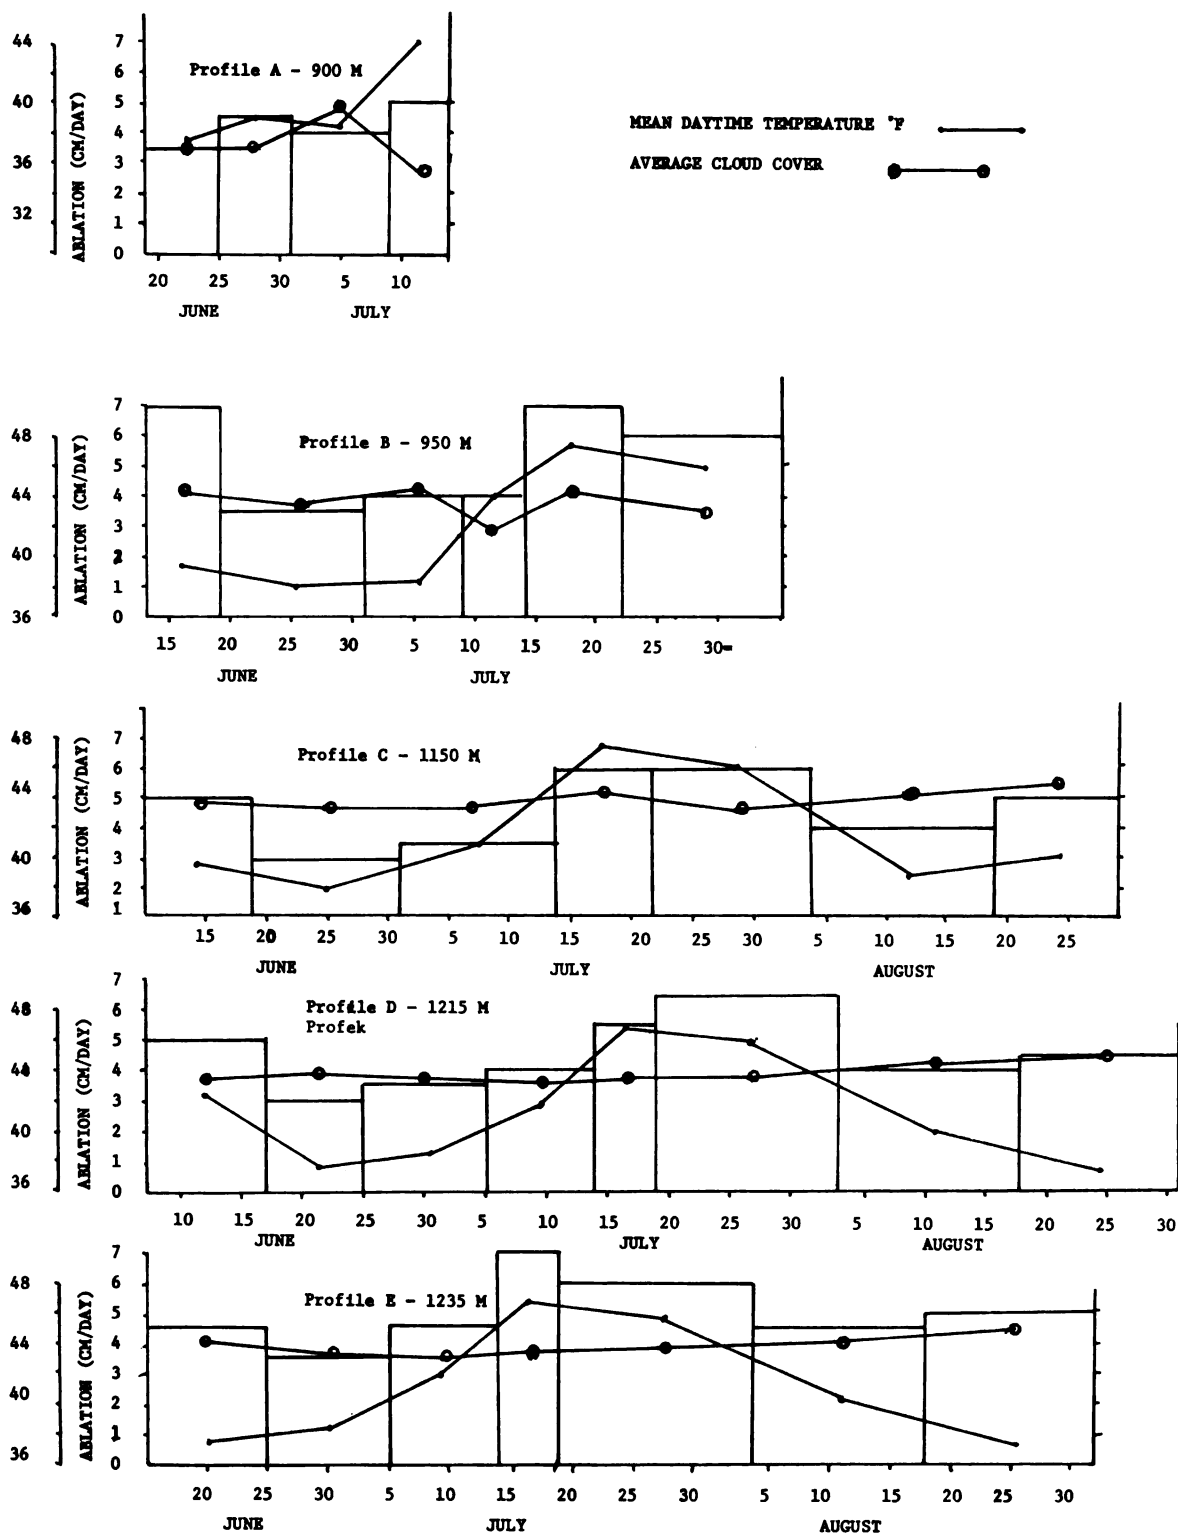 44
40
36
32
ABLATION (CM/DAY)
7
6
5
4
3
2
1
0
Profile A - 900 M
20 25 30 5 10
JUNE JULY
MEAN DAYTIME TEMPERATURE °F
AVERAGE CLOUD COVER
48
44
40
36
ABLATION (CM/DAY)
7
6
5
4
3
2
1
0
Profile B - 950 M
15 20 25 30 5 10 15 20 25 30=
JUNE JULY
48
44
40
36
ABLATION (CM/DAY)
7
6
5
4
3
2
1
Profile C - 1150 M
15 20 25 30 5 10 15 20 25 30 5 10 15 20 25
JUNE JULY AUGUST
48
44
40
36
ABLATION (CM/DAY)
7
6
5
4
3
2
1
0
Profile D - 1215 M
Profek
10 15 20 25 30 5 10 15 20 25 30 5 10 15 20 25 30
JUNE JULY AUGUST
48
44
40
36
ABLATION (CM/DAY)
7
6
5
4
3
2
1
0
Profile E - 1235 M
20 25 30 5 10 15 20 25 30 5 10 15 20 25 30
JUNE JULY AUGUST